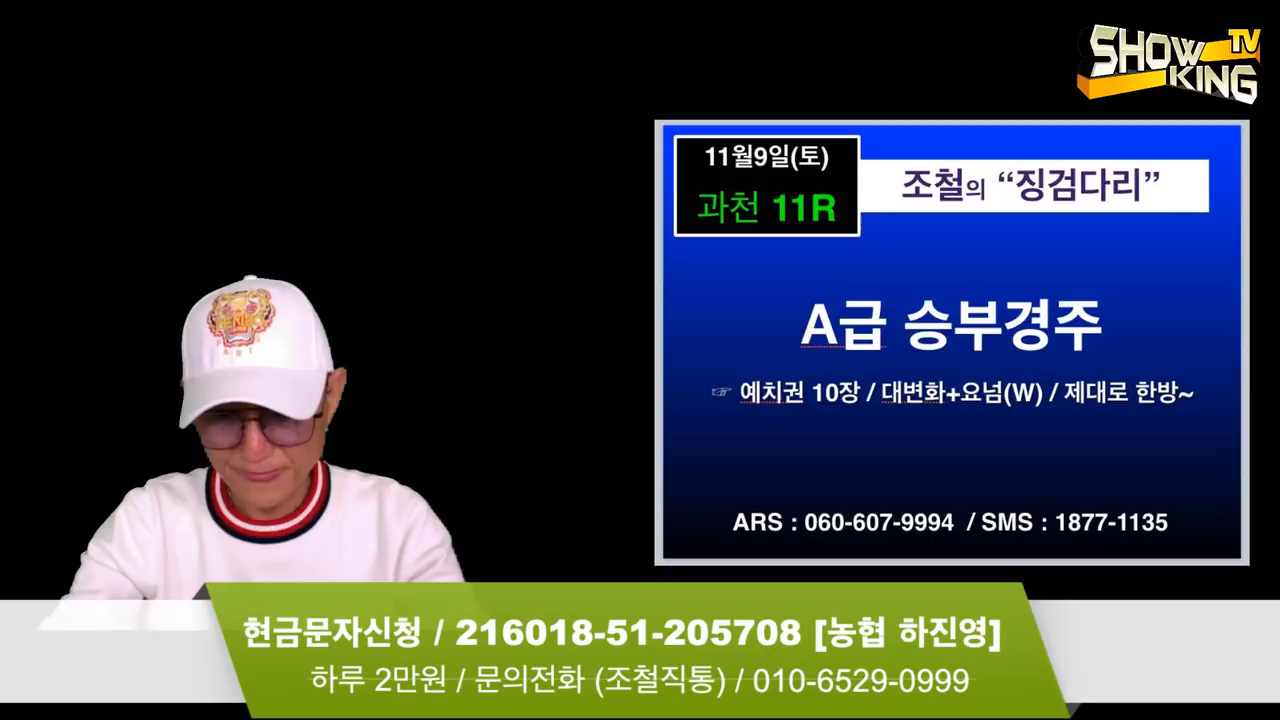 SHOW TV
KING
11월9일(토)
과천 11R
조철의 “징검다리”
A급 승부경주
☞ 예치권 10장 / 대변화+요넘(W) / 제대로 한방~
ARS : 060-607-9994 / SMS : 1877-1135
현금문자신청 / 216018-51-205708 [농협 하진영]
하루 2만원 / 문의전화 (조철직통) / 010-6529-0999